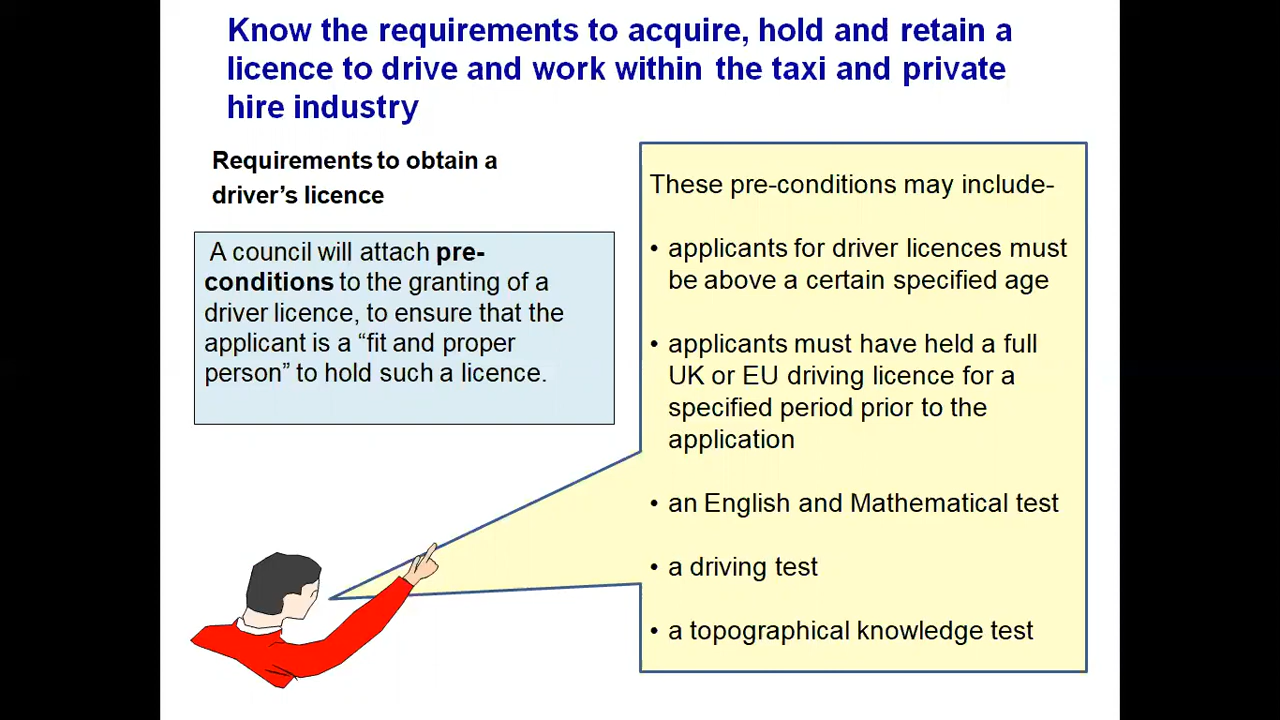 Know the requirements to acquire, hold and retain a
licence to drive and work within the taxi and private
hire industry
Requirements to obtain a
driver’s licence
A council will attach pre-
conditions to the granting of a
driver licence, to ensure that the
applicant is a “fit and proper
person” to hold such a licence.
These pre-conditions may include-
• applicants for driver licences must
be above a certain specified age
• applicants must have held a full
UK or EU driving licence for a
specified period prior to the
application
• an English and Mathematical test
• a driving test
• a topographical knowledge test